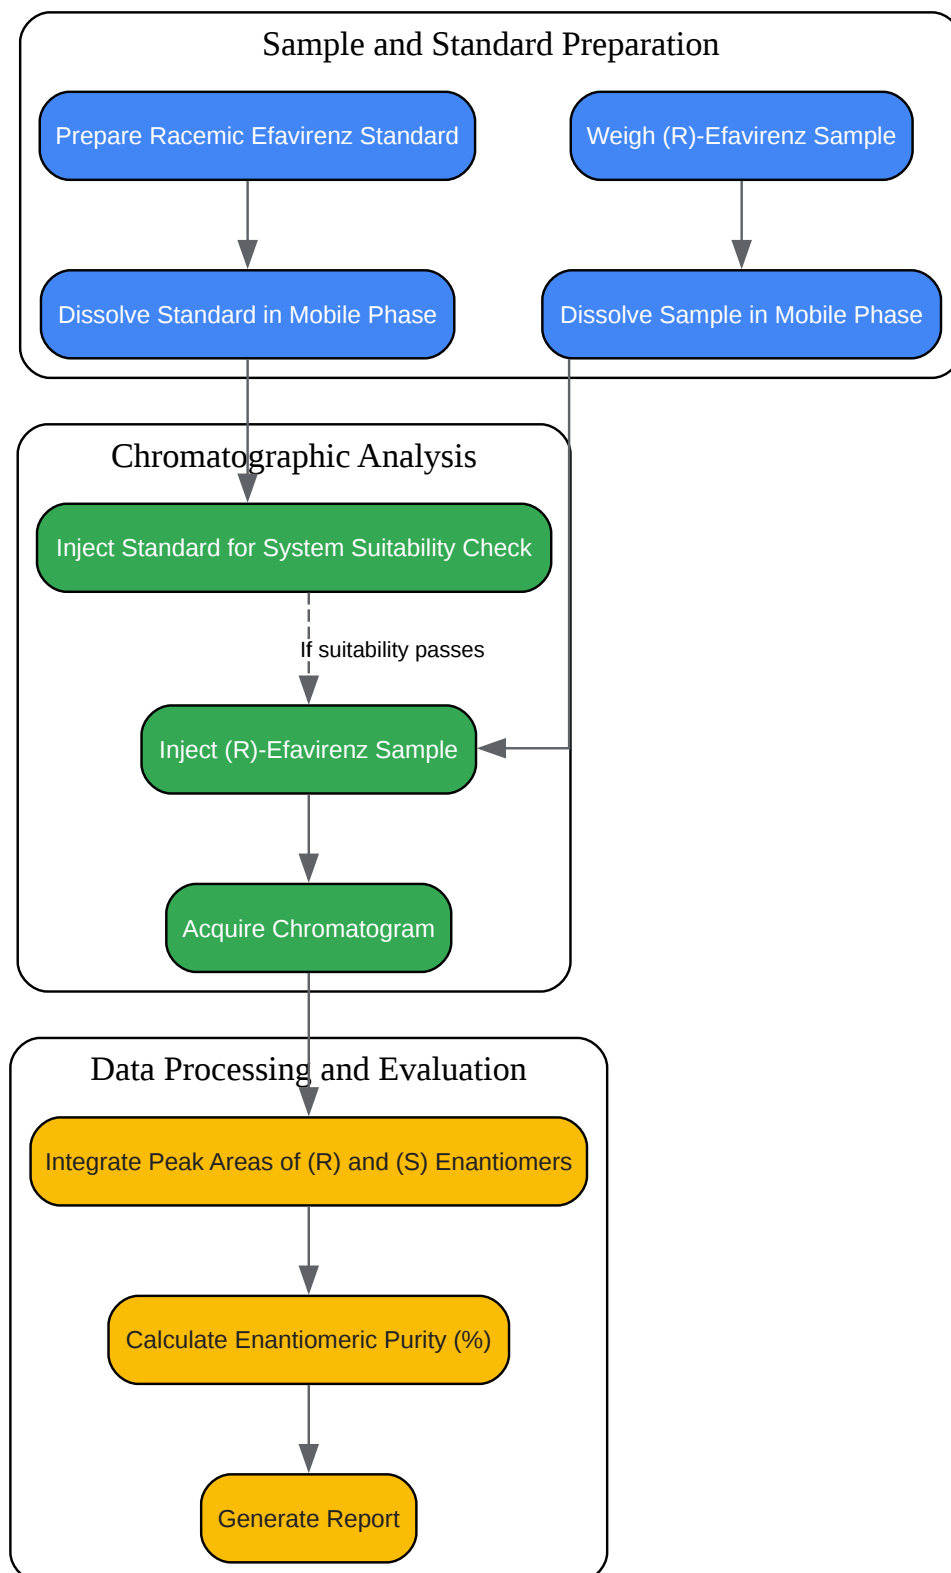 Sample and Standard Preparation
Prepare Racemic Efavirenz Standard
Weigh (R)-Efavirenz Sample
Dissolve Standard in Mobile Phase
Dissolve Sample in Mobile Phase
Chromatographic Analysis
Inject Standard for System Suitability Check
If suitability passes
Inject (R)-Efavirenz Sample
Acquire Chromatogram
Data Processing and Evaluation
Integrate Peak Areas of (R) and (S) Enantiomers
Calculate Enantiomeric Purity (%)
Generate Report